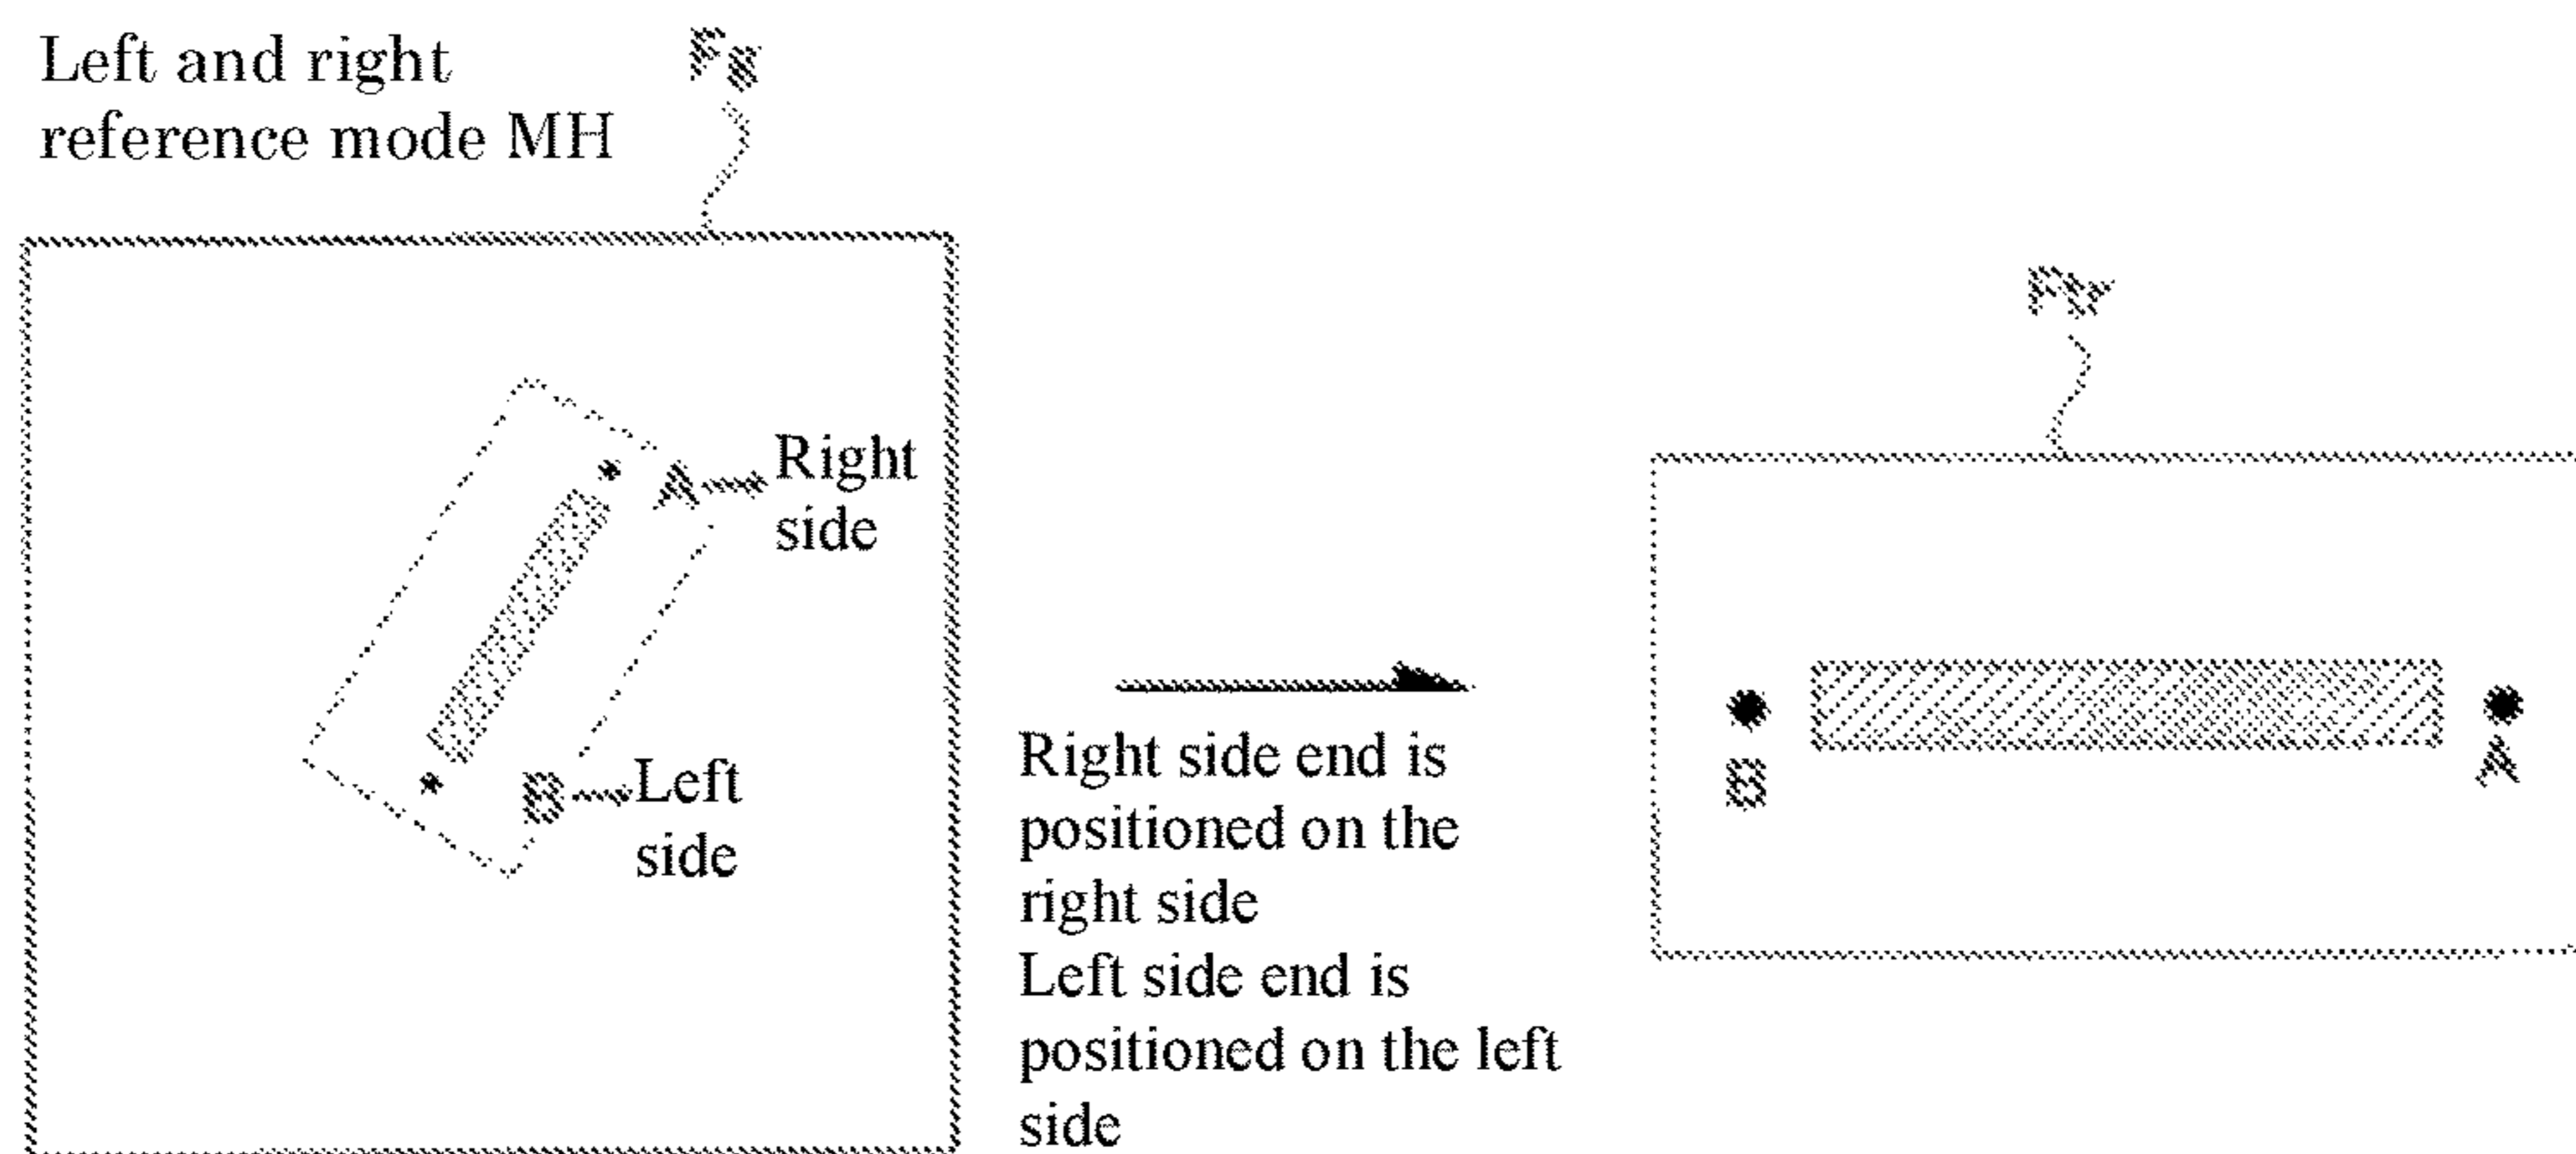 Left and right
reference mode MH
A
Right
side
B
Left
side
Right side end is
positioned on the
right side
Left side end is
positioned on the left
side
B
A